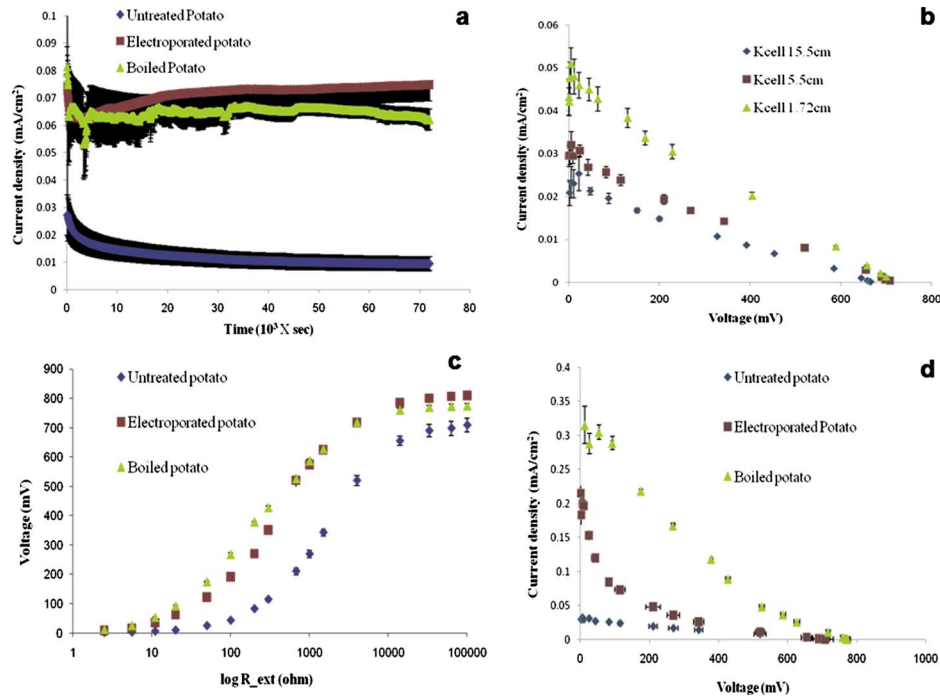 a
Untreated Potato
Electroporated potato
Boiled Potato
Current density (mA/cm²)
0.1
0.09
0.08
0.07
0.06
0.05
0.04
0.03
0.02
0.01
0
0 10 20 30 40 50 60 70 80
Time (10³ X sec)
b
Kcell 15.5cm
Kcell 5.5cm
Kcell 1.72cm
Current density (mA/cm²)
0.06
0.05
0.04
0.03
0.02
0.01
0
0 200 400 600 800
Voltage (mV)
c
Untreated potato
Electroporated potato
Boiled potato
Voltage (mV)
900
800
700
600
500
400
300
200
100
0
1 10 100 1000 10000 100000
log R_ext (ohm)
d
Untreated potato
Electroporated Potato
Boiled potato
Current density (mA/cm²)
0.4
0.35
0.3
0.25
0.2
0.15
0.1
0.05
0
0 200 400 600 800 1000
Voltage (mV)